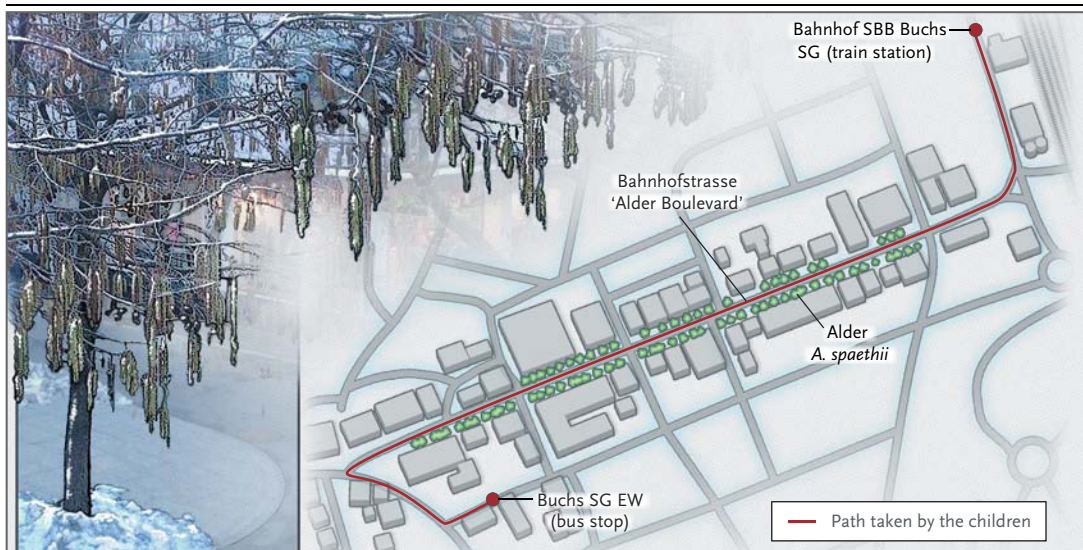 Bahnhof SBB Buchs
SG (train station)
Bahnhofstrasse
‘Alder Boulevard’
Alder
A. spaethii
Buchs SG EW
(bus stop)
Path taken by the children